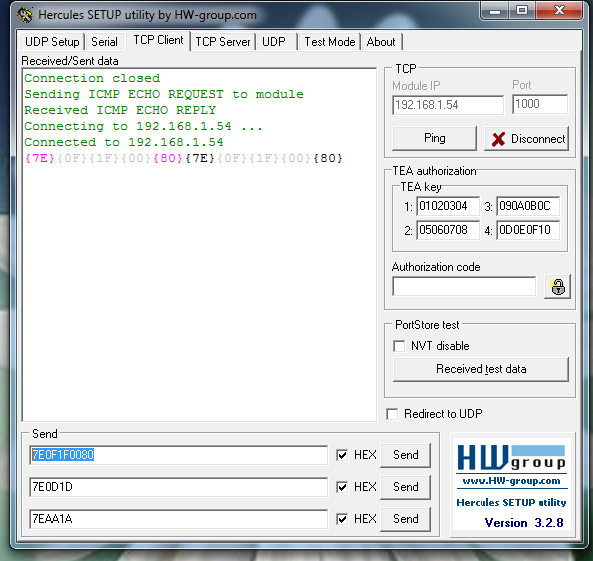 Hercules SETUP utility by HW-group.com
UDP Setup Serial TCP Client TCP Server UDP Test Mode About
Received/Sent data
Connection closed
Sending ICMP ECHO REQUEST to module
Received ICMP ECHO REPLY
Connecting to 192.168.1.54 ...
Connected to 192.168.1.54
{7E}{0F}{1F}{00}{80}{7E}{0F}{1F}{00}{80}
TCP
Module IP Port
192.168.1.54 1000
Ping Disconnect
TEA authorization
TEA key
1: 01020304 3: 090A0B0C
2: 05060708 4: 0D0E0F10
Authorization code
PortStore test
NVT disable
Received test data
Redirect to UDP
Send
7E0F1F0080 HEX Send
7E0D1D HEX Send
7EAA1A HEX Send
HWgroup
www.HW-group.com
Hercules SETUP utility
Version 3.2.8